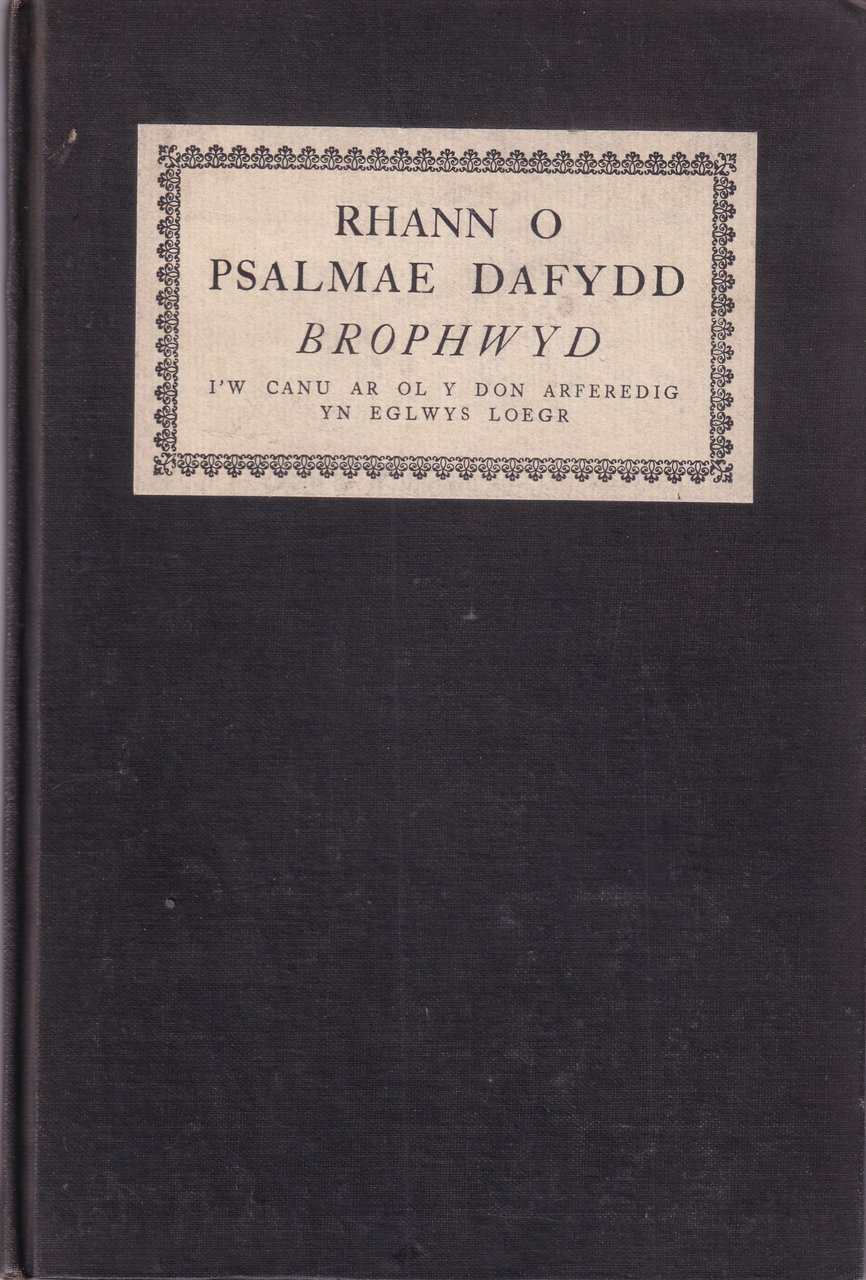 RHANN O
PSALMAE DAFYDD
BROPHWYD
I'W CANU AR OL Y DON ARFEREDIG
YN EGLWYS LOEGR